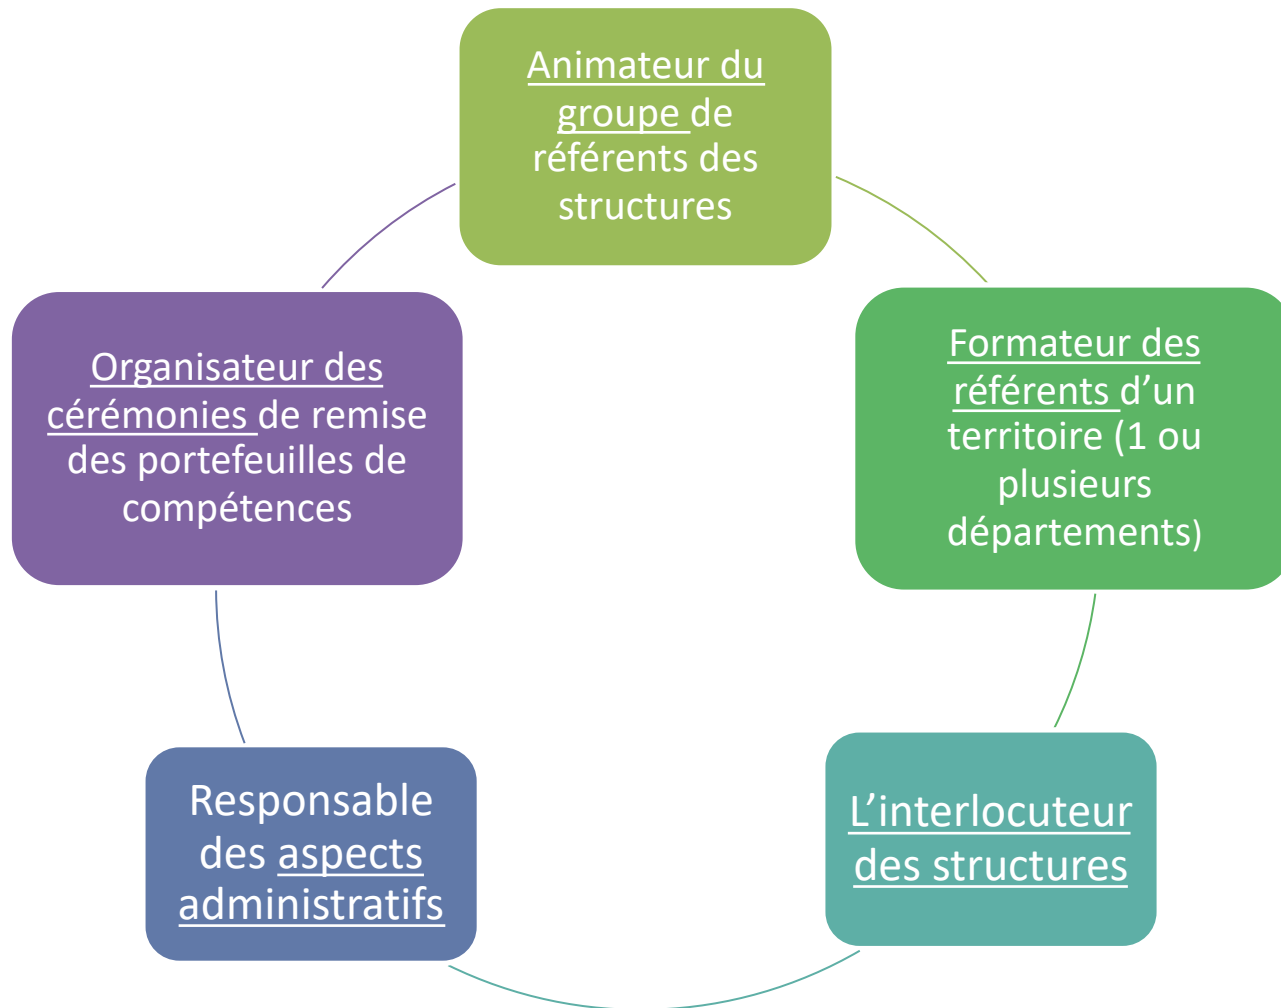 Animateur du
groupe de
référents des
structures
Formateur des
référents d’un
territoire (1 ou
plusieurs
départements)
L’interlocuteur
des structures
Responsable
des aspects
administratifs
Organisateur des
cérémonies de remise
des portefeuilles de
compétences